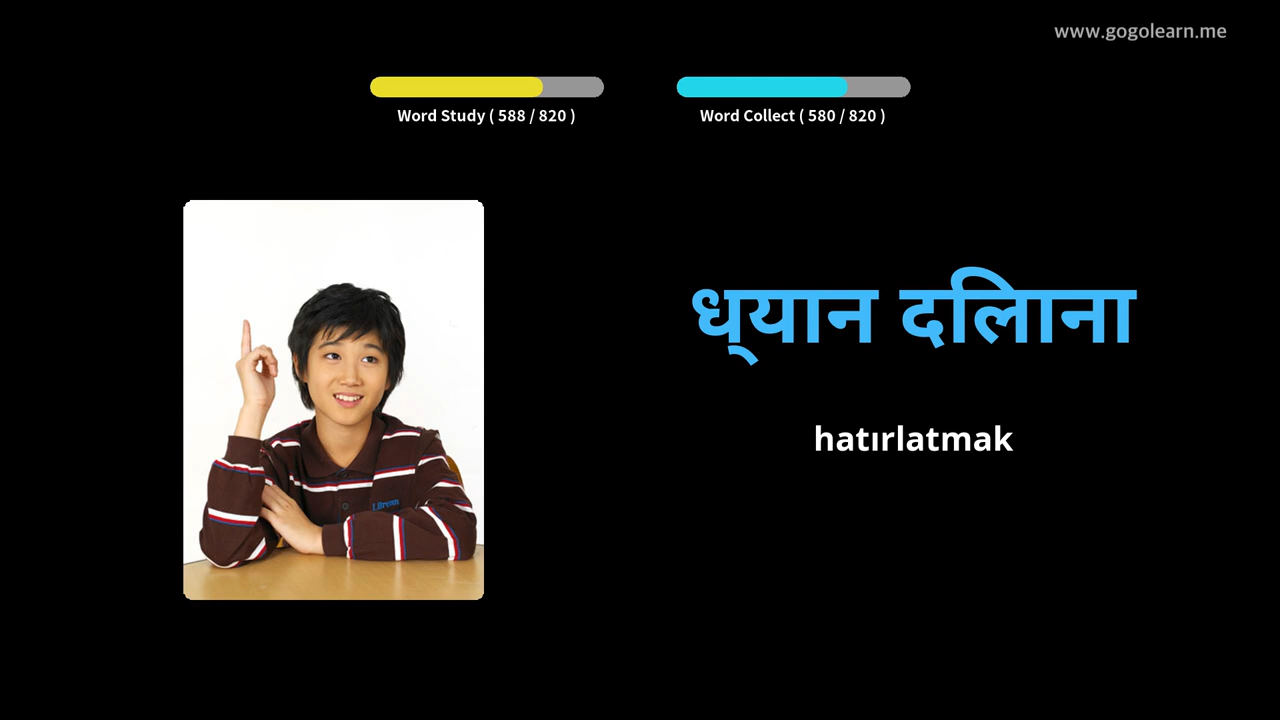 www.gogolearn.me
Word Study ( 588 / 820 )
Word Collect ( 580 / 820 )
ध्यान दिलाना
hatırlatmak